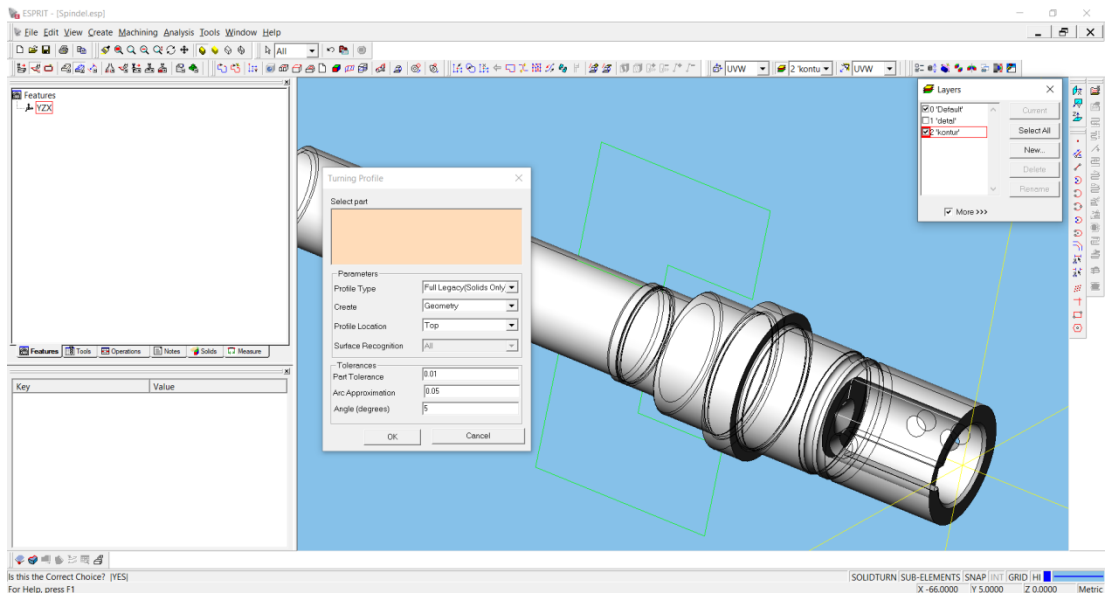 ESPRIT - [Spindel.esp]
File Edit View Create Machining Analysis Tools Window Help
All
UVW
2 'kontu
UVW
Features
YZX
Layers
0 'Default'
1 'detal'
2 'kontur'
Current
Select All
New...
Delete
Rename
More >>>
Turning Profile
Select part
Parameters
Profile Type
Full Legacy(Solids Only
Create
Geometry
Profile Location
Top
Surface Recognition
All
Tolerances
Part Tolerance
0.01
Arc Approximation
0.05
Angle (degrees)
5
OK
Cancel
Features Tools Operations Notes Solids Measure
Key Value
Is this the Correct Choice? |YES|
SOLIDTURN SUB-ELEMENTS SNAP INT GRID HI
For Help, press F1
X -66.0000 Y 5.0000 Z 0.0000 Metric